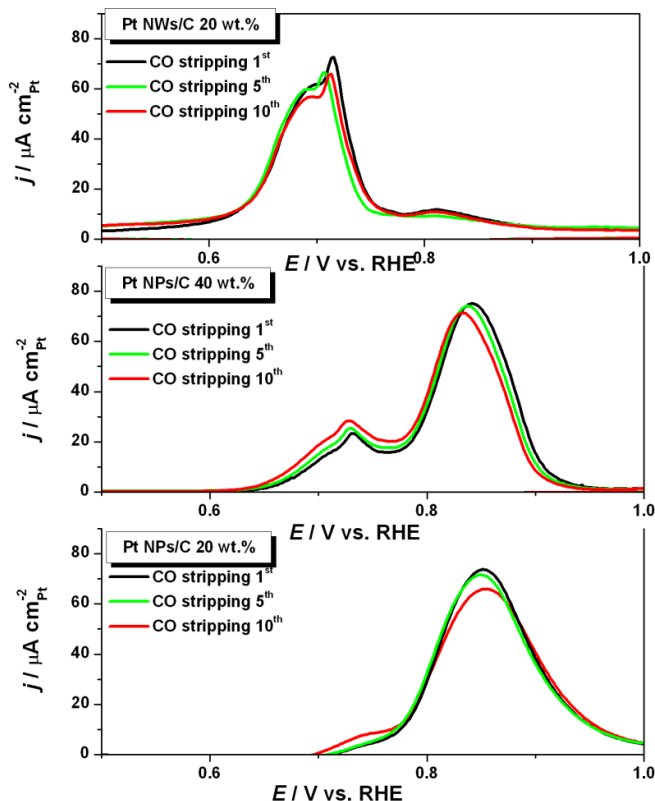 Pt NWs/C 20 wt.%
CO stripping 1st
CO stripping 5th
CO stripping 10th
j / μA cm-2Pt
80
60
40
20
0
0.6
0.8
1.0
E / V vs. RHE
Pt NPs/C 40 wt.%
CO stripping 1st
CO stripping 5th
CO stripping 10th
j / μA cm-2Pt
80
60
40
20
0
0.6
0.8
1.0
E / V vs. RHE
Pt NPs/C 20 wt.%
CO stripping 1st
CO stripping 5th
CO stripping 10th
j / μA cm-2Pt
80
60
40
20
0
0.6
0.8
1.0
E / V vs. RHE